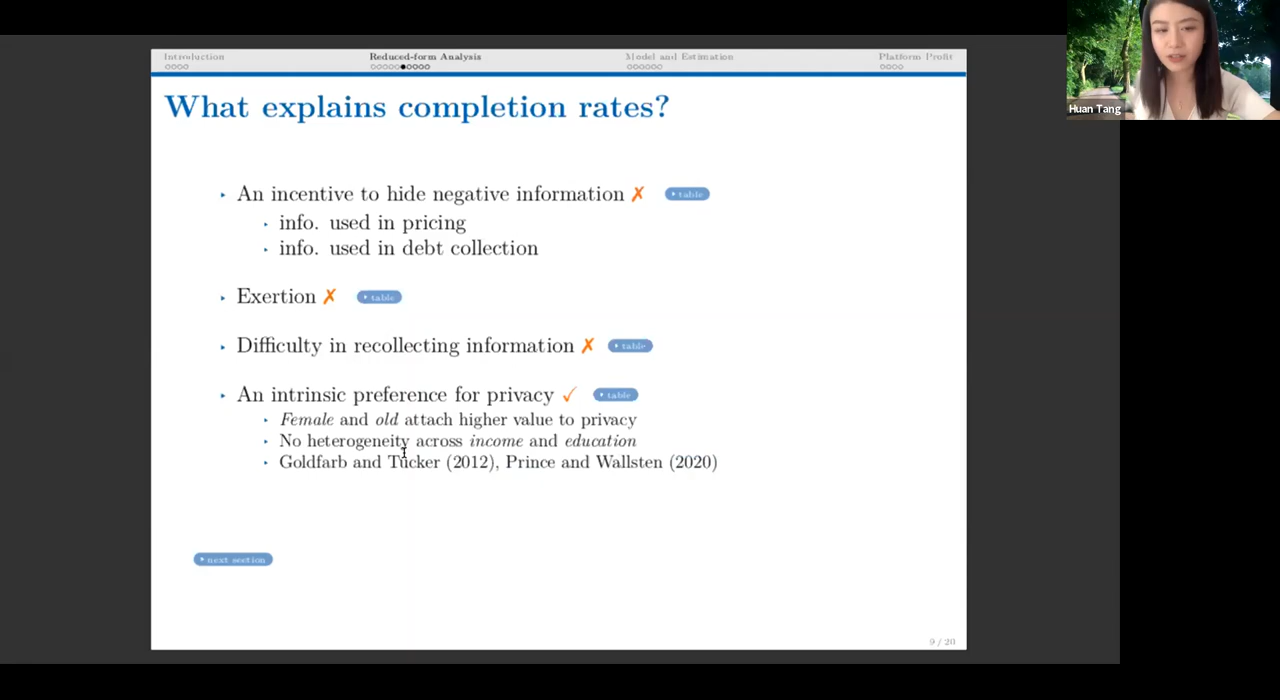 Introduction
Reduced-form Analysis
Model and Estimation
Platform Profit
What explains completion rates?
An incentive to hide negative information ✗ table
info. used in pricing
info. used in debt collection
Exertion ✗ table
Difficulty in recollecting information ✗ table
An intrinsic preference for privacy ✓ table
Female and old attach higher value to privacy
No heterogeneity across income and education
Goldfarb and Tucker (2012), Prince and Wallsten (2020)
next section
9 / 20
Huan Tang